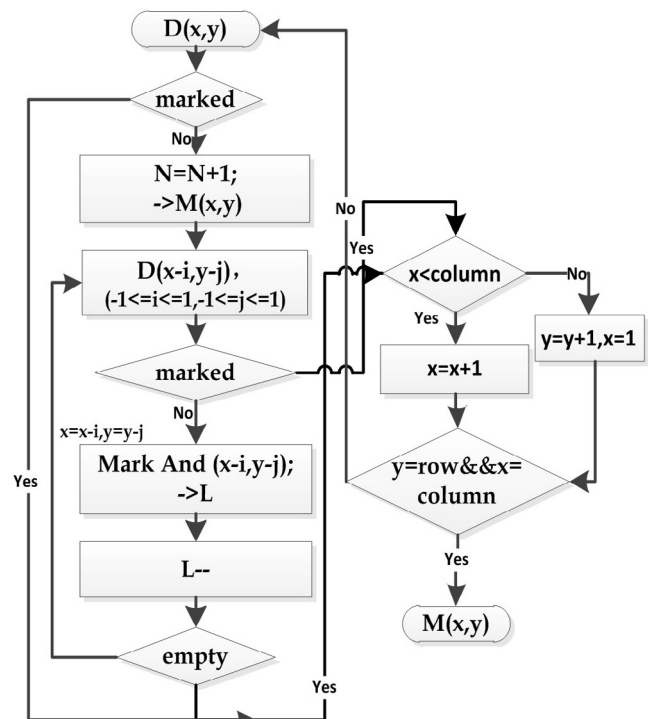 D(x,y)
marked
No
N=N+1;
->M(x,y)
D(x-i,y-j),
(-1<=i<=1,-1<=j<=1)
marked
No
x=x-i,y=y-j
Mark And (x-i,y-j);
->L
L--
empty
Yes
Yes
Yes
No
Yes
x<column
No
Yes
y=y+1,x=1
x=x+1
y=row&&x=
column
Yes
M(x,y)